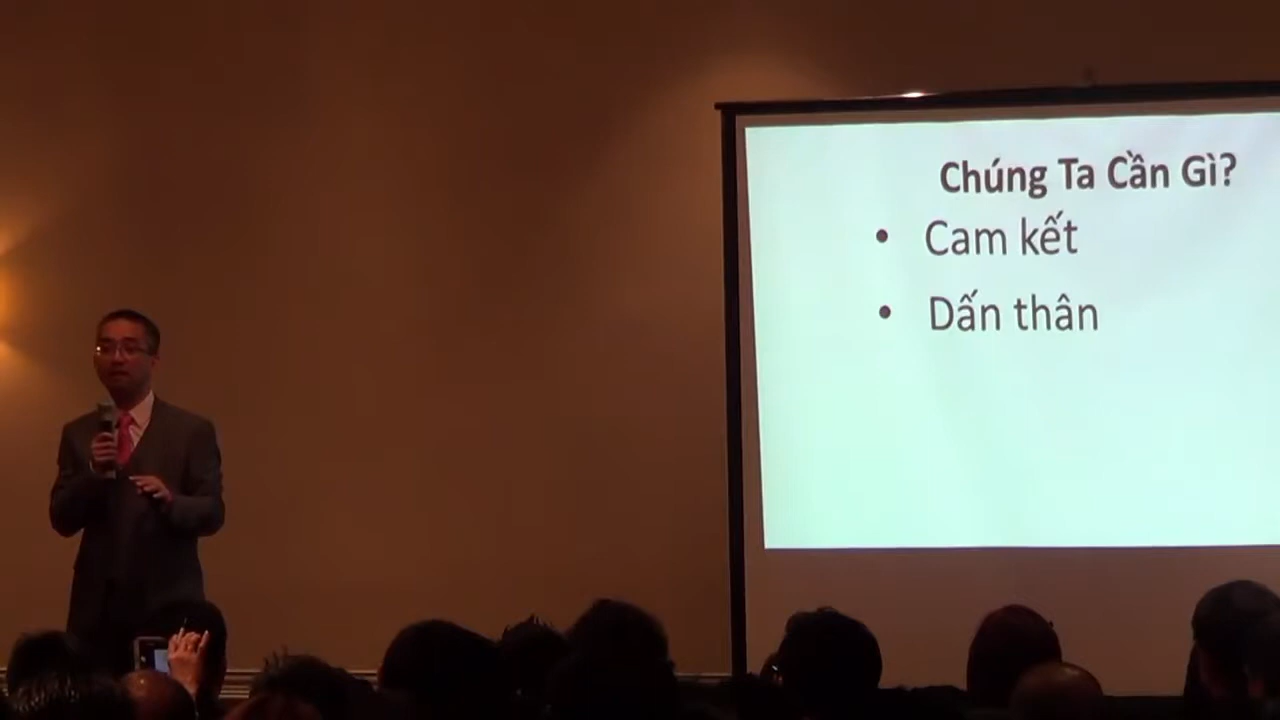 Chúng Ta Cần Gì?
• Cam kết
• Dấn thân